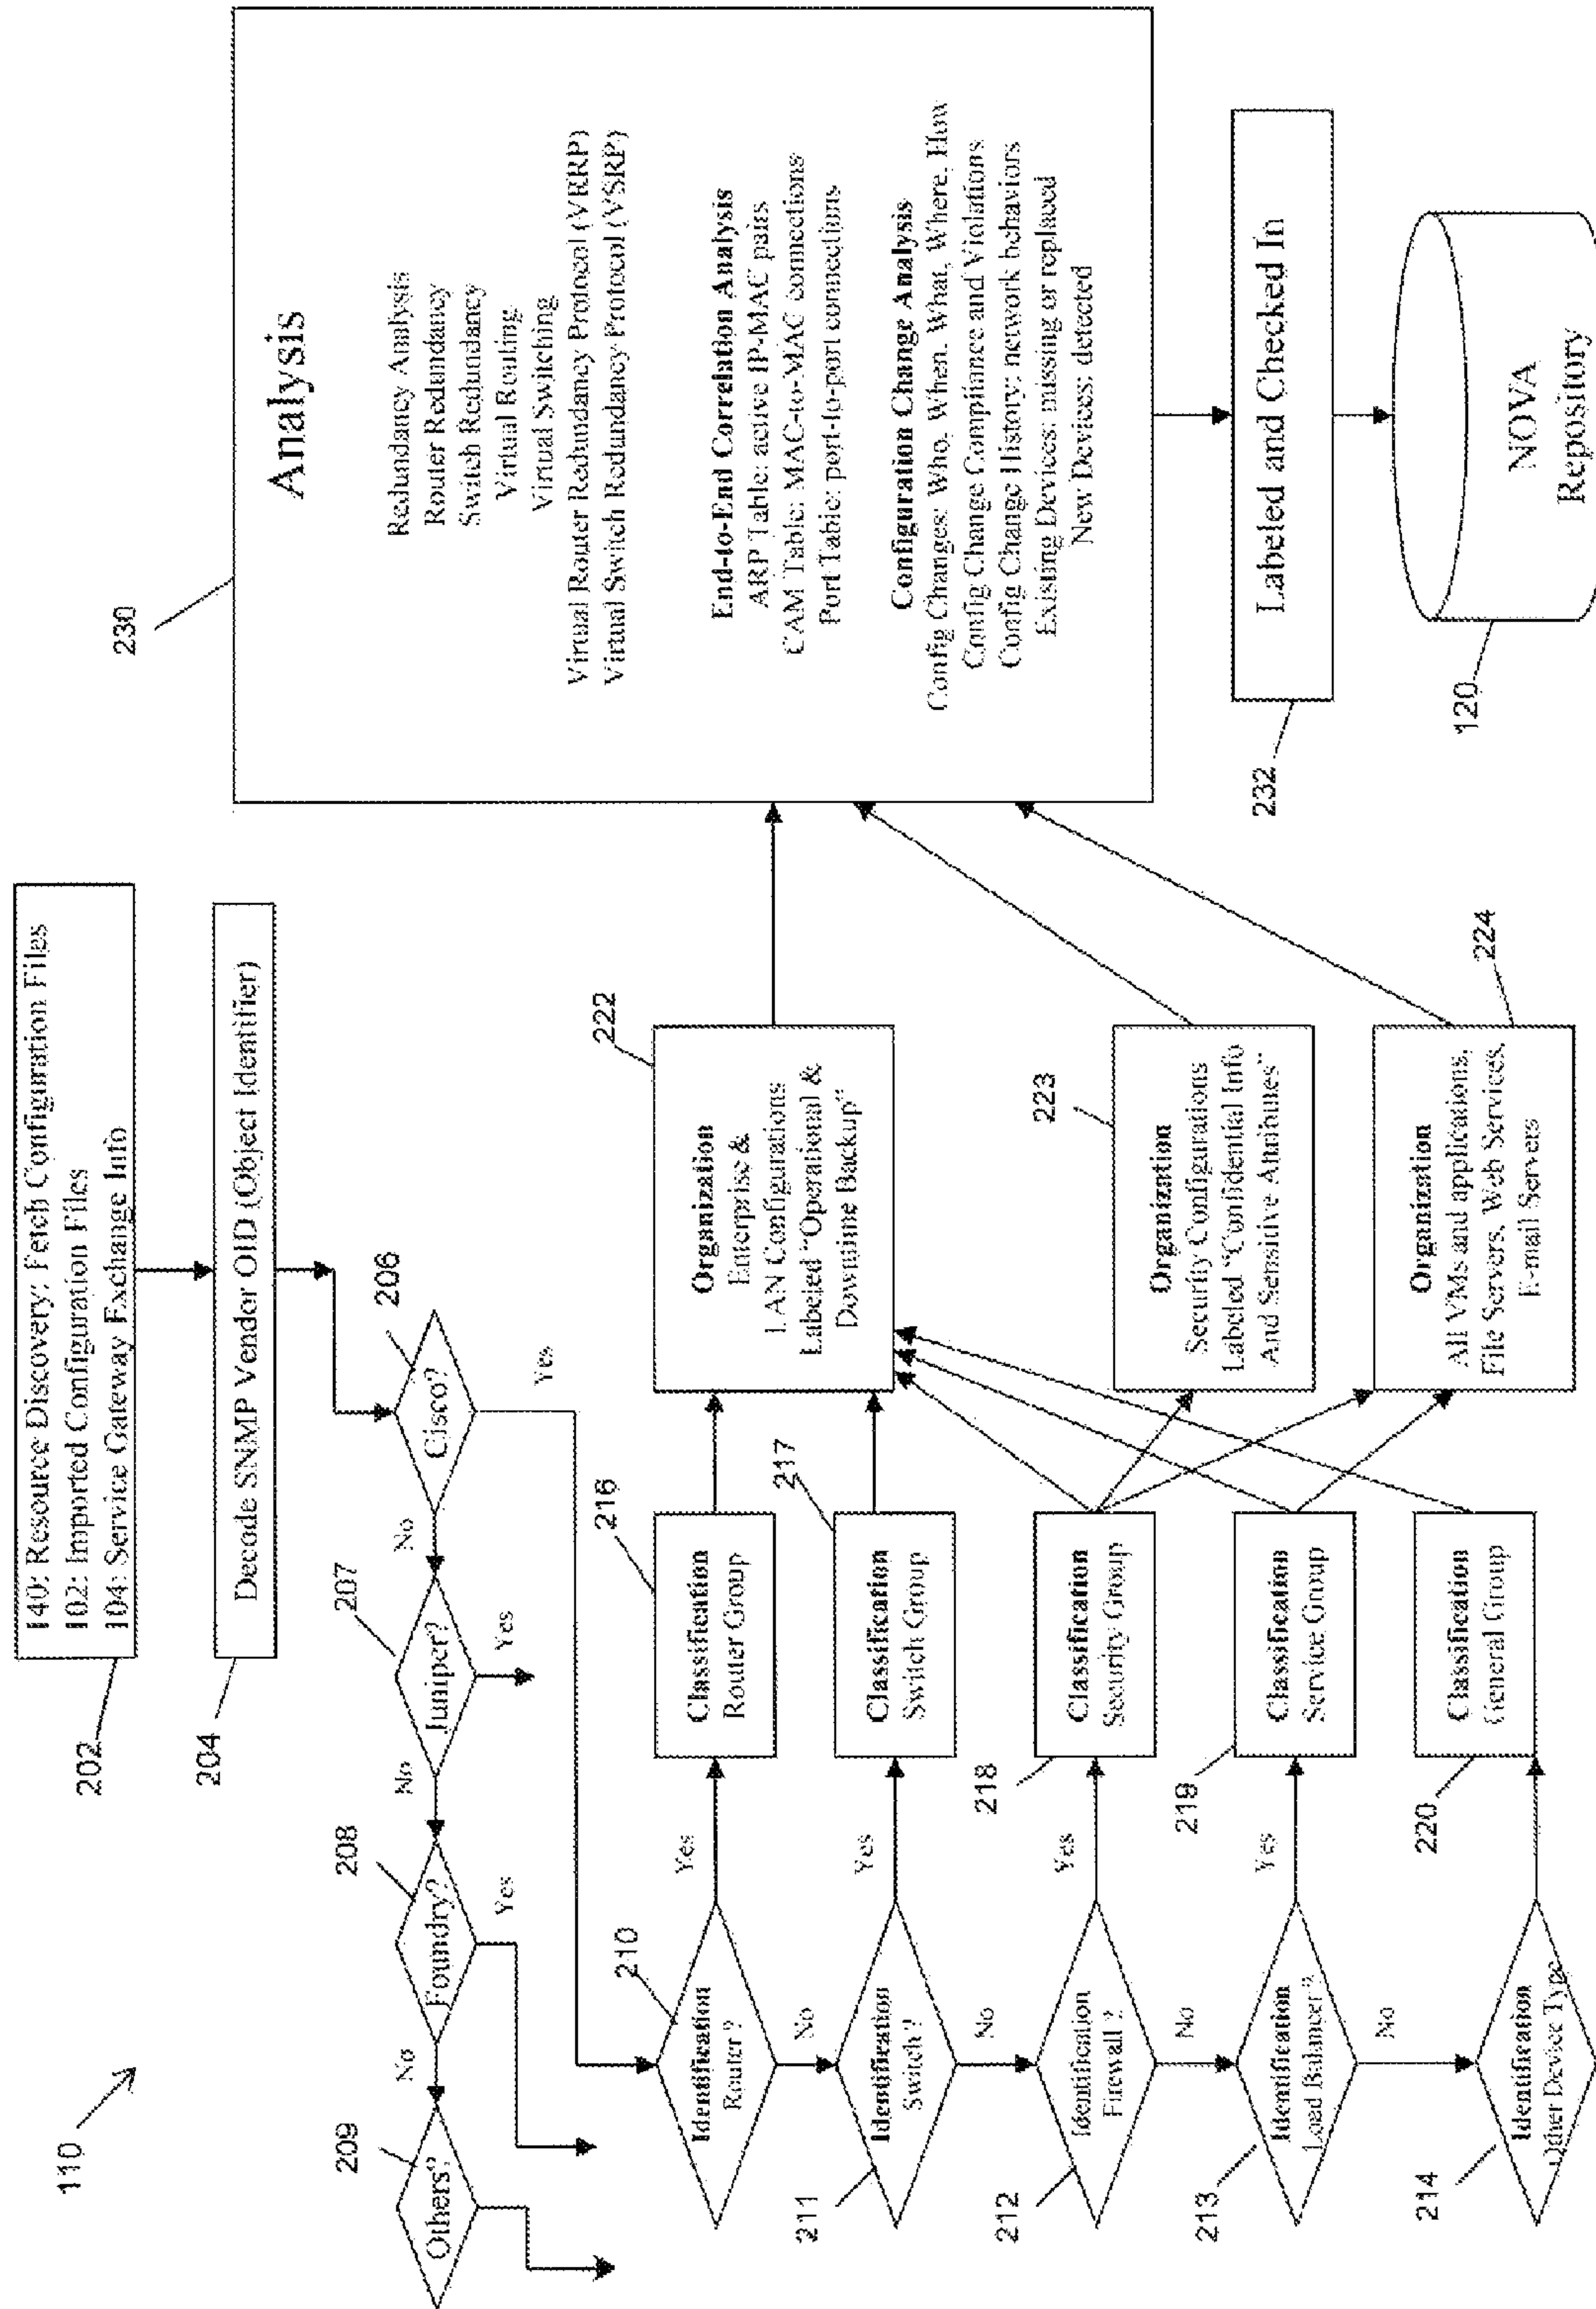 110
140: Resource Discovery: Fetch Configuration Files
102: Imported Configuration Files
104: Service Gateway Exchange Info
202
Decode SNMP Vendor OID (Object Identifier)
204
Cisco?
206
Yes
No
Juniper?
207
Yes
No
Foundry?
208
Yes
No
Others?
209
Identification
Router ?
210
Yes
No
Identification
Switch ?
211
Yes
No
Identification
Firewall ?
212
Yes
No
Identification
Load Balancer?
213
Yes
No
Identification
Other Device Type
214
Classification
Router Group
216
Classification
Switch Group
217
Classification
Security Group
218
Classification
Service Group
219
Classification
General Group
220
Organization
Enterprise &
LAN Configurations
Labeled "Operational &
Downtime Backup"
222
Organization
Security Configurations
Labeled "Confidential Info
And Sensitive Attributes"
223
Organization
All VMs and applications,
File Servers, Web Services,
E-mail Servers
224
230
Analysis
Redundancy Analysis
Router Redundancy
Switch Redundancy
Virtual Routing
Virtual Switching
Virtual Router Redundancy Protocol (VRRP)
Virtual Switch Redundancy Protocol (VSRP)
End-to-End Correlation Analysis
ARP Table: active IP-MAC pairs
CAM Table: MAC-to-MAC connections
Port Table: port-to-port connections
Configuration Change Analysis
Config Changes: Who, When, What, Where, How
Config Change Compliance and Violations
Config Change History: network behaviors
Existing Devices: missing or replaced
New Devices: detected
Labeled and Checked In
232
NOVA
Repository
120